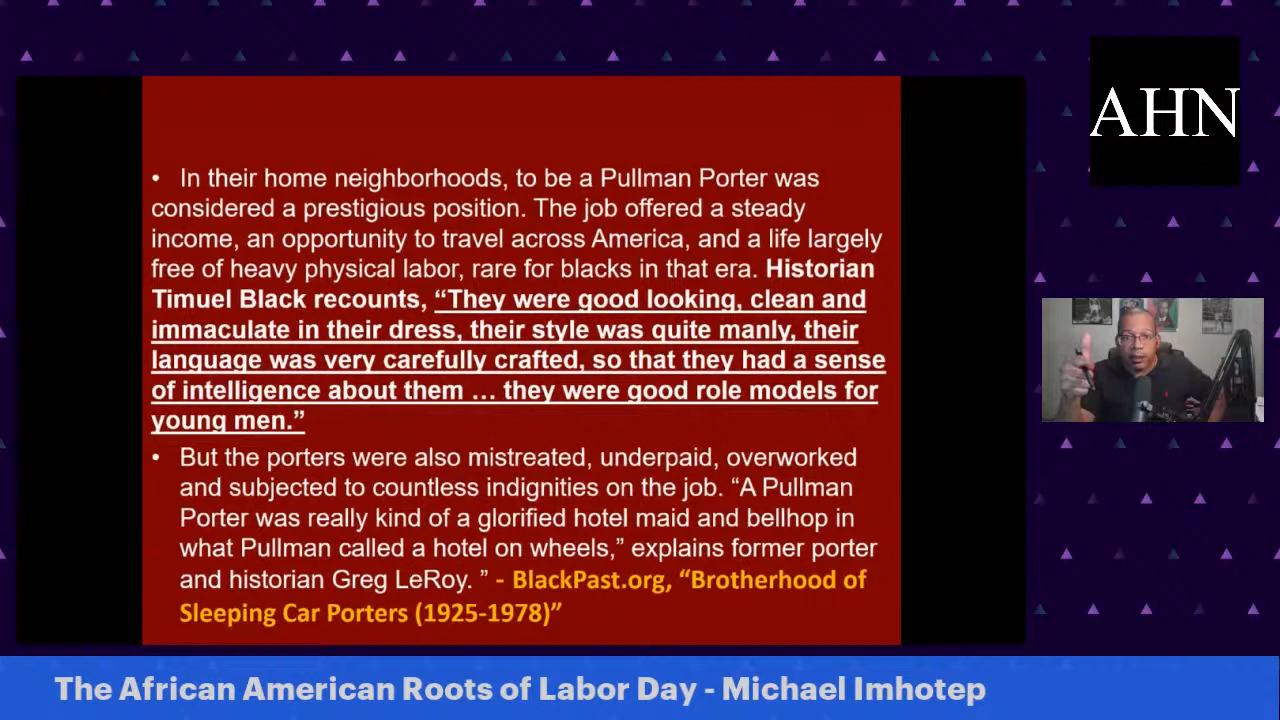 AHN
• In their home neighborhoods, to be a Pullman Porter was
considered a prestigious position. The job offered a steady
income, an opportunity to travel across America, and a life largely
free of heavy physical labor, rare for blacks in that era. Historian
Timuel Black recounts, “They were good looking, clean and
immaculate in their dress, their style was quite manly, their
language was very carefully crafted, so that they had a sense
of intelligence about them … they were good role models for
young men.”
• But the porters were also mistreated, underpaid, overworked
and subjected to countless indignities on the job. “A Pullman
Porter was really kind of a glorified hotel maid and bellhop in
what Pullman called a hotel on wheels,” explains former porter
and historian Greg LeRoy. ” - BlackPast.org, “Brotherhood of
Sleeping Car Porters (1925-1978)”
The African American Roots of Labor Day - Michael Imhotep